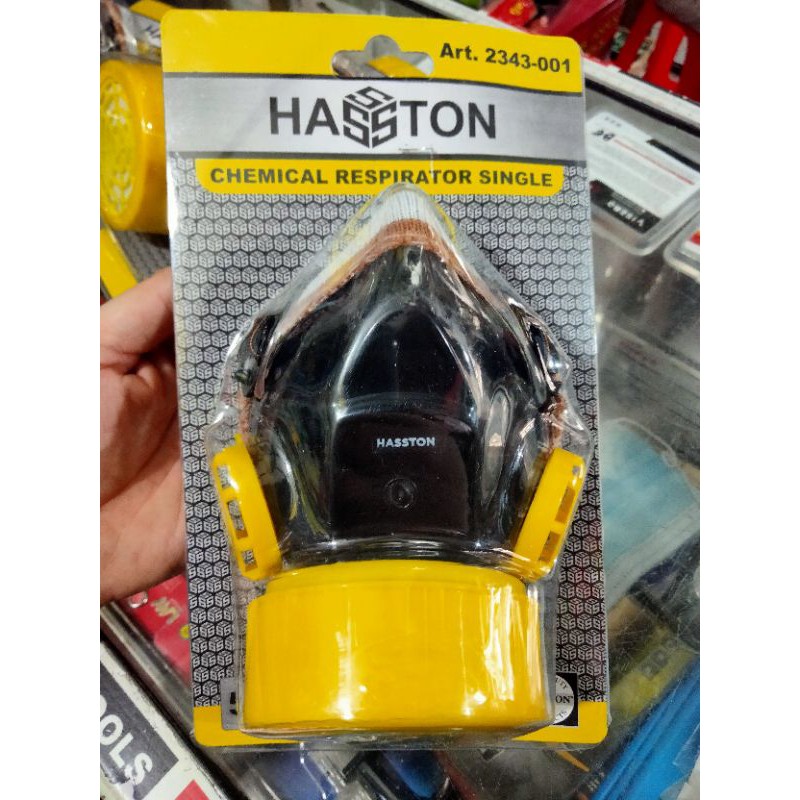 Art. 2343-001
HASSTON
CHEMICAL RESPIRATOR SINGLE
HASSTON